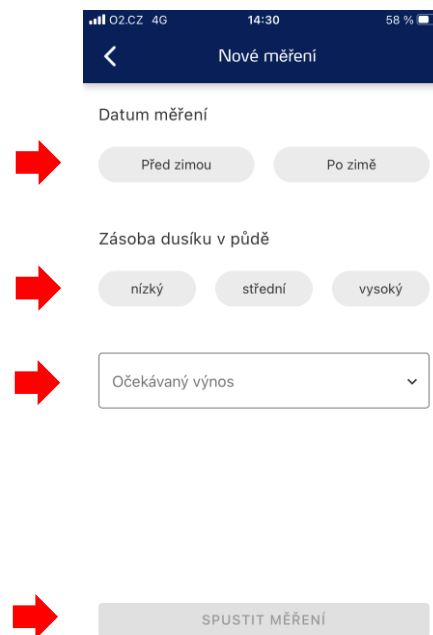 O2.CZ 4G 14:30 58 %
Nové měření
Datum měření
Před zimou Po zimě
Zásoba dusíku v půdě
nízký střední vysoký
Očekávaný výnos
SPUSTIT MĚŘENÍ